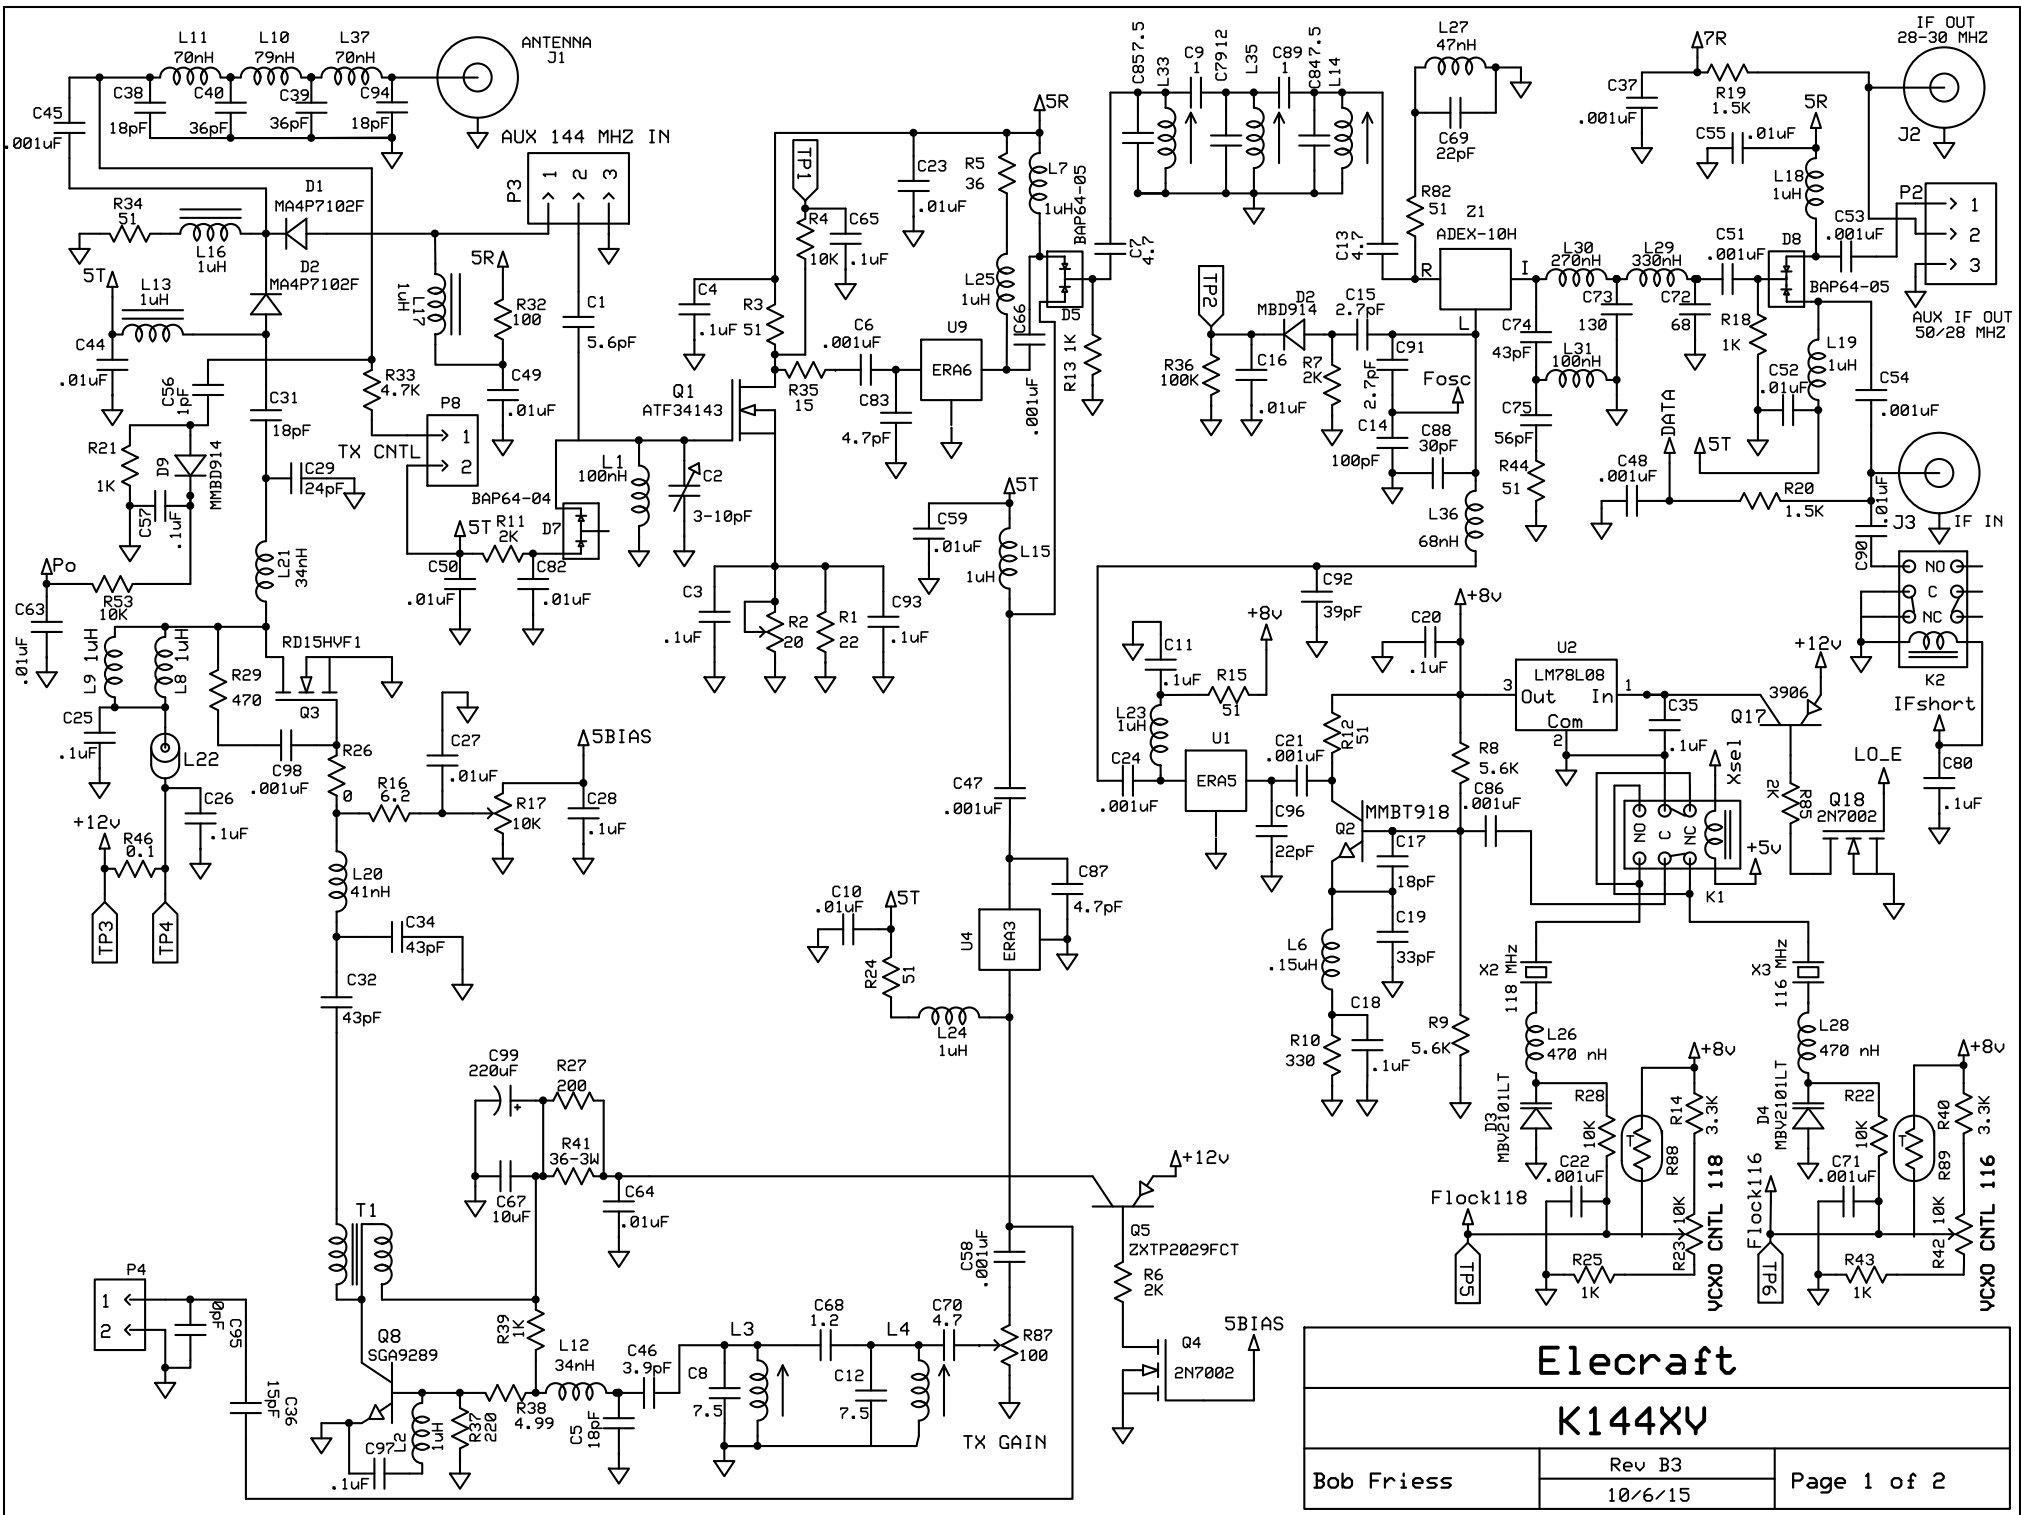 L11
70nH
L10
79nH
L37
70nH
ANTENNA
J1
C45
.001uF
C38
18pF
C40
36pF
C39
36pF
C94
18pF
AUX 144 MHZ IN
P3
1
2
3
R34
51
L16
1uH
D1
MA4P7102F
D2
MA4P7102F
5T
L13
1uH
C44
.01uF
C56
1pF
C31
18pF
R33
4.7K
L17
1uH
5R
R32
100
C49
.01uF
C1
5.6pF
P8
1
2
TX CNTL
R21
1K
D9
MMBD914
C57
.1uF
C29
24pF
L21
34nH
Po
R53
10K
C63
.01uF
BAP64-04
D7
5T
R11
2K
C50
.01uF
C82
.01uF
L1
100nH
C2
3-10pF
Q1
ATF34143
TP1
R4
10K
C65
.1uF
C4
.1uF
R3
51
R35
15
C6
.001uF
C83
4.7pF
U9
ERA6
C23
.01uF
R5
36
L25
1uH
C66
.001uF
5R
L7
1uH
BAP64-05
D5
R13 1K
C7
4.7
C85 7.5
L33
C9
1
C79 12
L35
C89
1
C84 7.5
L14
C13
4.7
L27
47nH
C69
22pF
R82
51
Z1
ADEX-10H
R
I
L
TP2
D2
MBD914
C15
2.7pF
R36
100K
C16
.01uF
R7
2K
C91
2.7pF
Fosc
C14
100pF
C88
30pF
L36
68nH
L30
270nH
L29
330nH
C73
130
C72
68
C74
43pF
L31
100nH
C75
56pF
R44
51
C51
.001uF
R18
1K
D8
BAP64-05
C53
.001uF
7R
C37
.001uF
R19
1.5K
5R
C55
.01uF
L18
1uH
IF OUT
28-30 MHZ
J2
P2
1
2
3
AUX IF OUT
50/28 MHZ
L19
1uH
C52
.01uF
C54
.001uF
DATA
5T
C48
.001uF
R20
1.5K
J3
IF IN
C90
.01uF
NO
C
NC
K2
IFshort
C80
.1uF
L9 1uH
L8 1uH
R29
470
RD15HVF1
Q3
C25
.1uF
L22
C98
.001uF
R26
0
C26
.1uF
+12v
R46
0.1
TP3
TP4
R16
6.2
C27
.01uF
R17
10K
5BIAS
C28
.1uF
L20
41nH
C34
43pF
C32
43pF
C3
.1uF
R2
20
R1
22
C93
.1uF
C59
.01uF
5T
L15
1uH
C47
.001uF
C87
4.7pF
U4
ERA3
C10
.01uF
5T
R24
51
L24
1uH
C92
39pF
+8v
C11
.1uF
R15
51
L23
1uH
C24
.001uF
U1
ERA5
C21
.001uF
C96
22pF
R12
51
Q2
MMBT918
C20
.1uF
+8v
R8
5.6K
C86
.001uF
C17
18pF
C19
33pF
L6
.15uH
C18
.1uF
R10
330
R9
5.6K
U2
LM78L08
Out
In
Com
3
1
2
C35
.1uF
Q17
3906
+12v
R85
2K
Q18
2N7002
LO_E
Xsel
NO
C
NC
+5v
K1
X2
118 MHz
L26
470 nH
D3
MBV2101LT
R28
10K
C22
.001uF
R88
T
+8v
R14
3.3K
R23 10K
VCXO CNTL 118
Flock118
TP5
R25
1K
X3
116 MHz
L28
470 nH
D4
MBV2101LT
R22
10K
C71
.001uF
T
R89
+8v
R40
3.3K
R42 10K
VCXO CNTL 116
Flock116
TP6
R43
1K
C99
220uF
+
R27
200
R41
36-3W
C67
10uF
C64
.01uF
T1
P4
1
2
0pF
C95
15pF
C36
Q8
SGA9289
C97
.1uF
L2
1uH
R37
220
R38
4.99
R39
1K
L12
34nH
C46
3.9pF
C5
18pF
L3
C8
7.5
C68
1.2
C12
7.5
L4
C70
4.7
C58
.001uF
R87
100
TX GAIN
+12v
Q5
ZXTP2029FCT
R6
2K
Q4
2N7002
5BIAS
Elecraft
K144XV
Bob Friess
Rev B3
10/6/15
Page 1 of 2